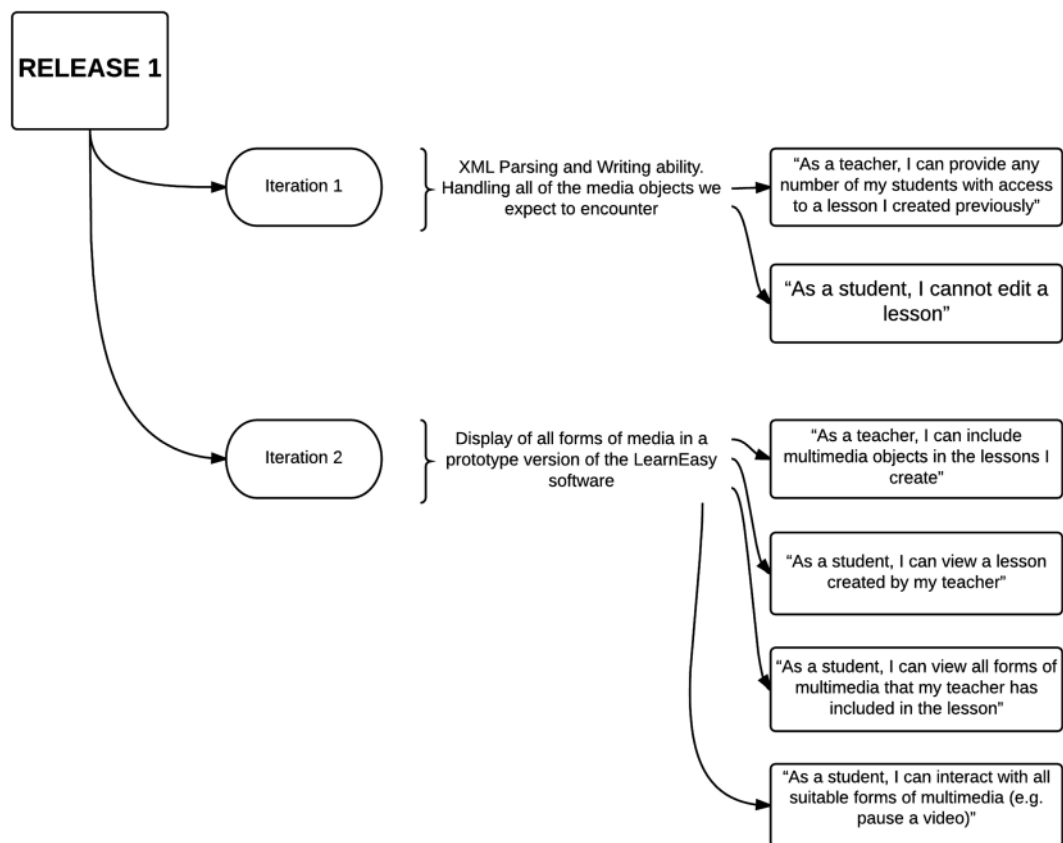 RELEASE 1
Iteration 1
XML Parsing and Writing ability.
Handling all of the media objects we
expect to encounter
“As a teacher, I can provide any
number of my students with access
to a lesson I created previously”
“As a student, I cannot edit a
lesson”
Iteration 2
Display of all forms of media in a
prototype version of the LearnEasy
software
“As a teacher, I can include
multimedia objects in the lessons I
create”
“As a student, I can view a lesson
created by my teacher”
“As a student, I can view all forms of
multimedia that my teacher has
included in the lesson”
“As a student, I can interact with all
suitable forms of multimedia (e.g.
pause a video)”